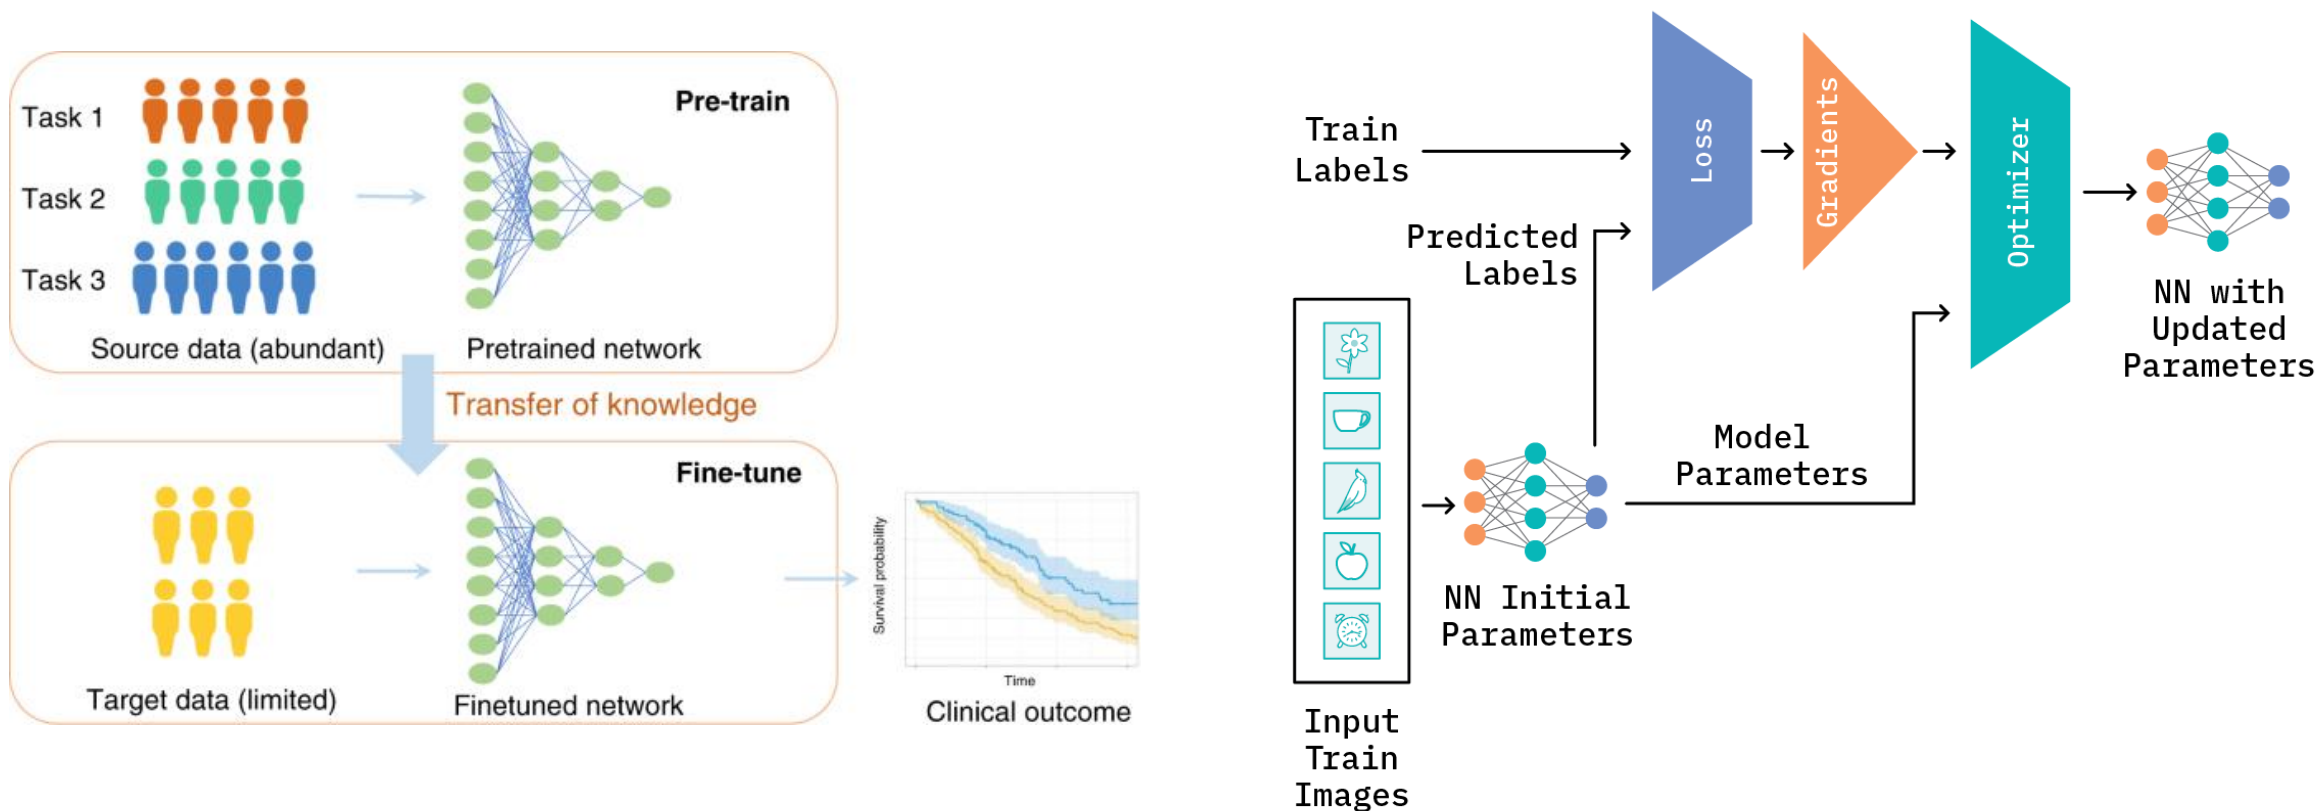 Pre-train
Task 1
Task 2
Task 3
Source data (abundant)
Pretrained network
Transfer of knowledge
Fine-tune
Target data (limited)
Finetuned network
Survival probability
Time
Clinical outcome
Train
Labels
Predicted
Labels
Loss
Gradients
Optimizer
NN with
Updated
Parameters
Model
Parameters
NN Initial
Parameters
Input
Train
Images